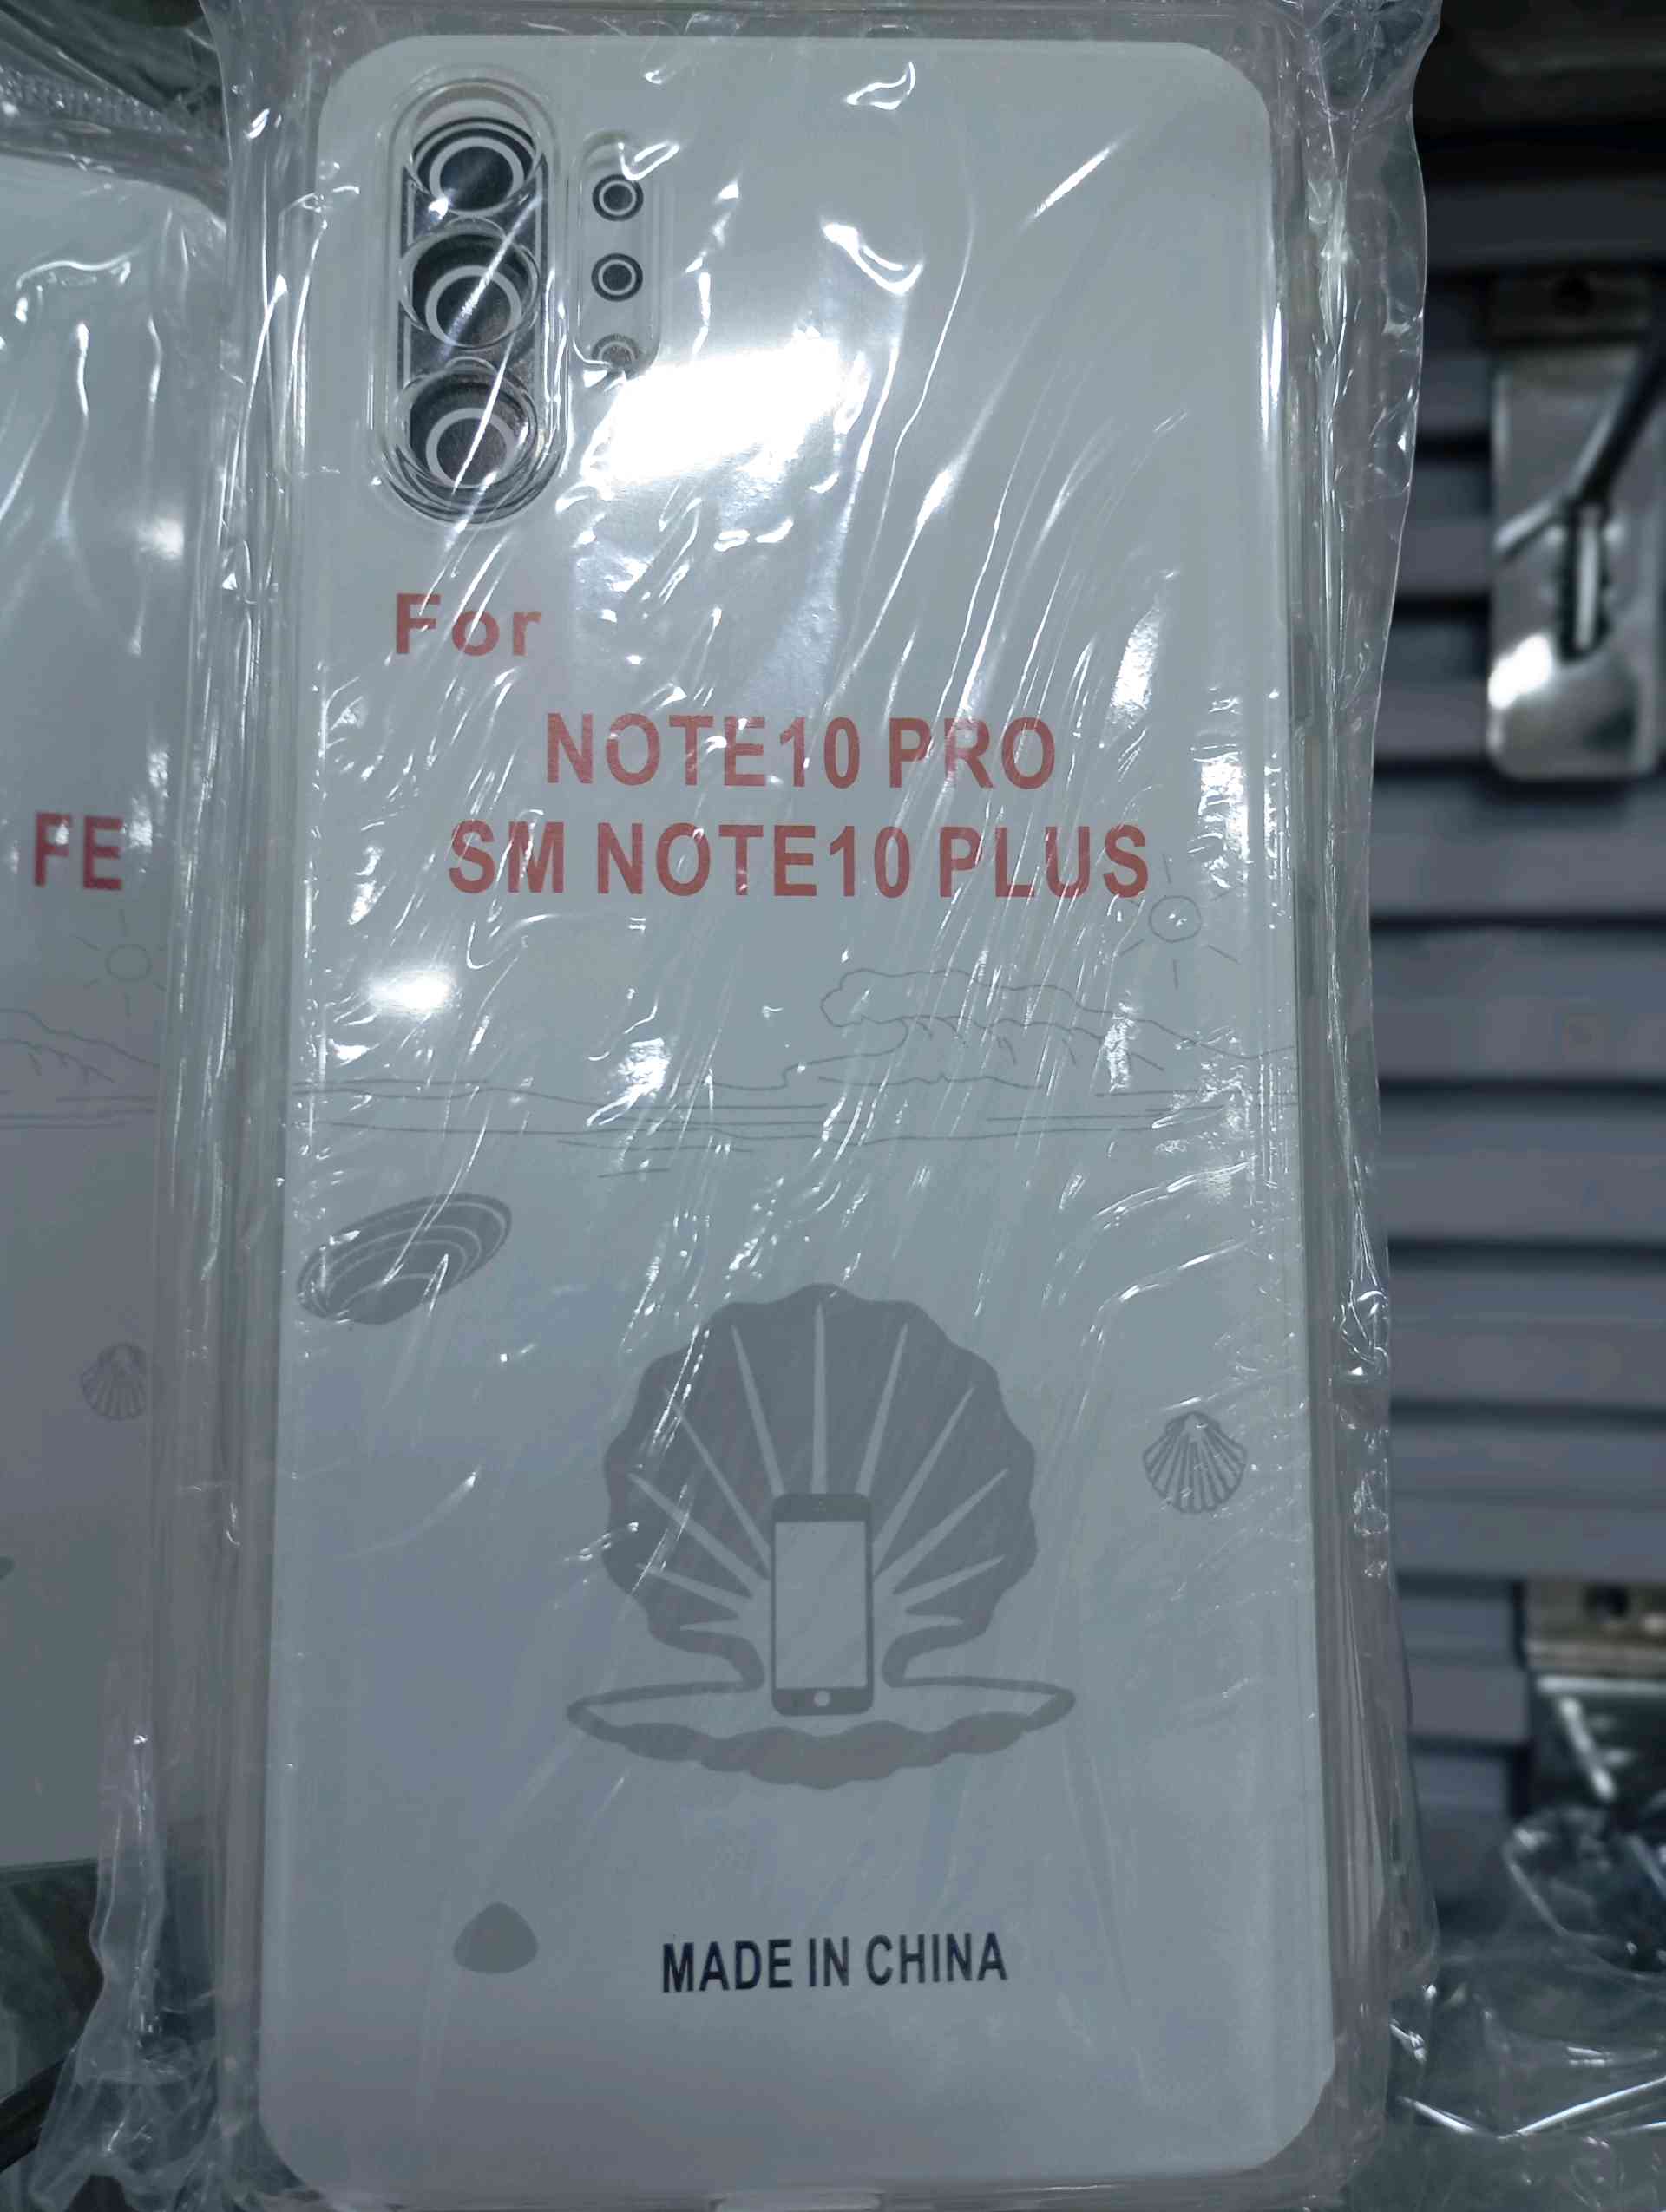 For
NOTE10 PRO
SM NOTE10 PLUS
FE
MADE IN CHINA